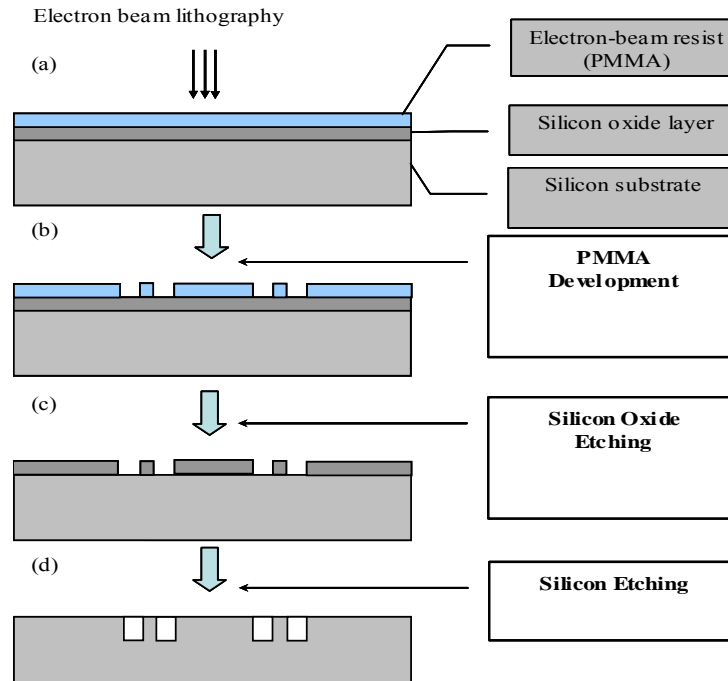 Electron beam lithography
(a)
Electron-beam resist
(PMMA)
Silicon oxide layer
Silicon substrate
(b)
PMMA
Development
(c)
Silicon Oxide
Etching
(d)
Silicon Etching